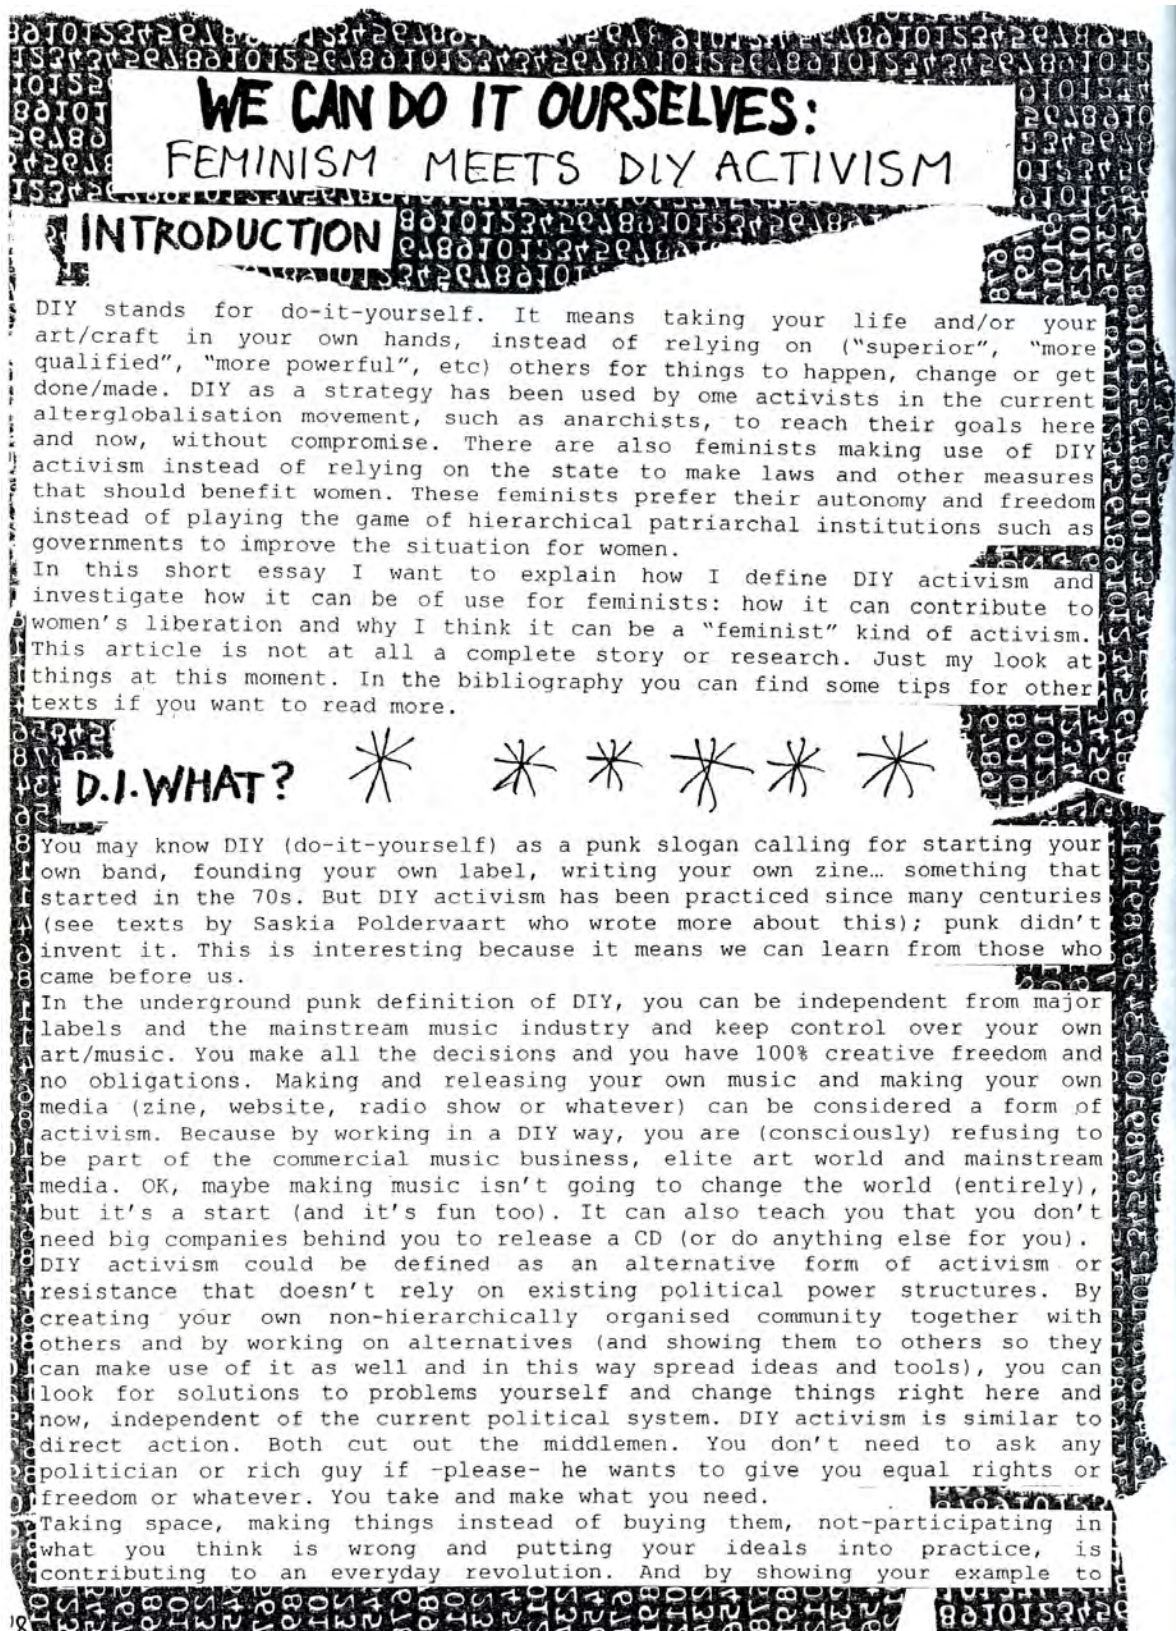 WE CAN DO IT OURSELVES:
FEMINISM MEETS DIY ACTIVISM
INTRODUCTION
DIY stands for do-it-yourself. It means taking your life and/or your
art/craft in your own hands, instead of relying on ("superior", "more
qualified", "more powerful", etc) others for things to happen, change or get
done/made. DIY as a strategy has been used by ome activists in the current
alterglobalisation movement, such as anarchists, to reach their goals here
and now, without compromise. There are also feminists making use of DIY
activism instead of relying on the state to make laws and other measures
that should benefit women. These feminists prefer their autonomy and freedom
instead of playing the game of hierarchical patriarchal institutions such as
governments to improve the situation for women.
In this short essay I want to explain how I define DIY activism and
investigate how it can be of use for feminists: how it can contribute to
women's liberation and why I think it can be a "feminist" kind of activism.
This article is not at all a complete story or research. Just my look at
things at this moment. In the bibliography you can find some tips for other
texts if you want to read more.
D.I.WHAT?
You may know DIY (do-it-yourself) as a punk slogan calling for starting your
own band, founding your own label, writing your own zine… something that
started in the 70s. But DIY activism has been practiced since many centuries
(see texts by Saskia Poldervaart who wrote more about this); punk didn't
invent it. This is interesting because it means we can learn from those who
came before us.
In the underground punk definition of DIY, you can be independent from major
labels and the mainstream music industry and keep control over your own
art/music. You make all the decisions and you have 100% creative freedom and
no obligations. Making and releasing your own music and making your own
media (zine, website, radio show or whatever) can be considered a form of
activism. Because by working in a DIY way, you are (consciously) refusing to
be part of the commercial music business, elite art world and mainstream
media. OK, maybe making music isn't going to change the world (entirely),
but it's a start (and it's fun too). It can also teach you that you don't
need big companies behind you to release a CD (or do anything else for you).
DIY activism could be defined as an alternative form of activism or
resistance that doesn't rely on existing political power structures. By
creating your own non-hierarchically organised community together with
others and by working on alternatives (and showing them to others so they
can make use of it as well and in this way spread ideas and tools), you can
look for solutions to problems yourself and change things right here and
now, independent of the current political system. DIY activism is similar to
direct action. Both cut out the middlemen. You don't need to ask any
politician or rich guy if -please- he wants to give you equal rights or
freedom or whatever. You take and make what you need.
Taking space, making things instead of buying them, not-participating in
what you think is wrong and putting your ideals into practice, is
contributing to an everyday revolution. And by showing your example to